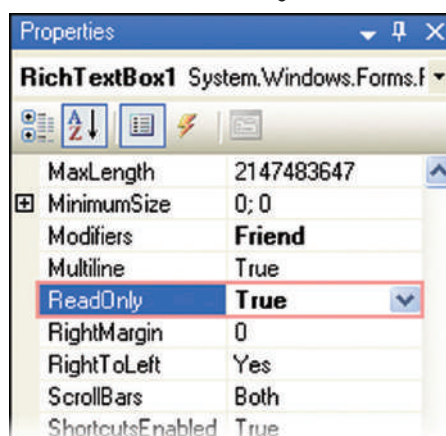 Properties
RichTextBox1 System.Windows.Forms.F
MaxLength 2147483647
MinimumSize 0; 0
Modifiers Friend
Multiline True
ReadOnly True
RightMargin 0
RightToLeft Yes
ScrollBars Both
ShortcutsEnabled True